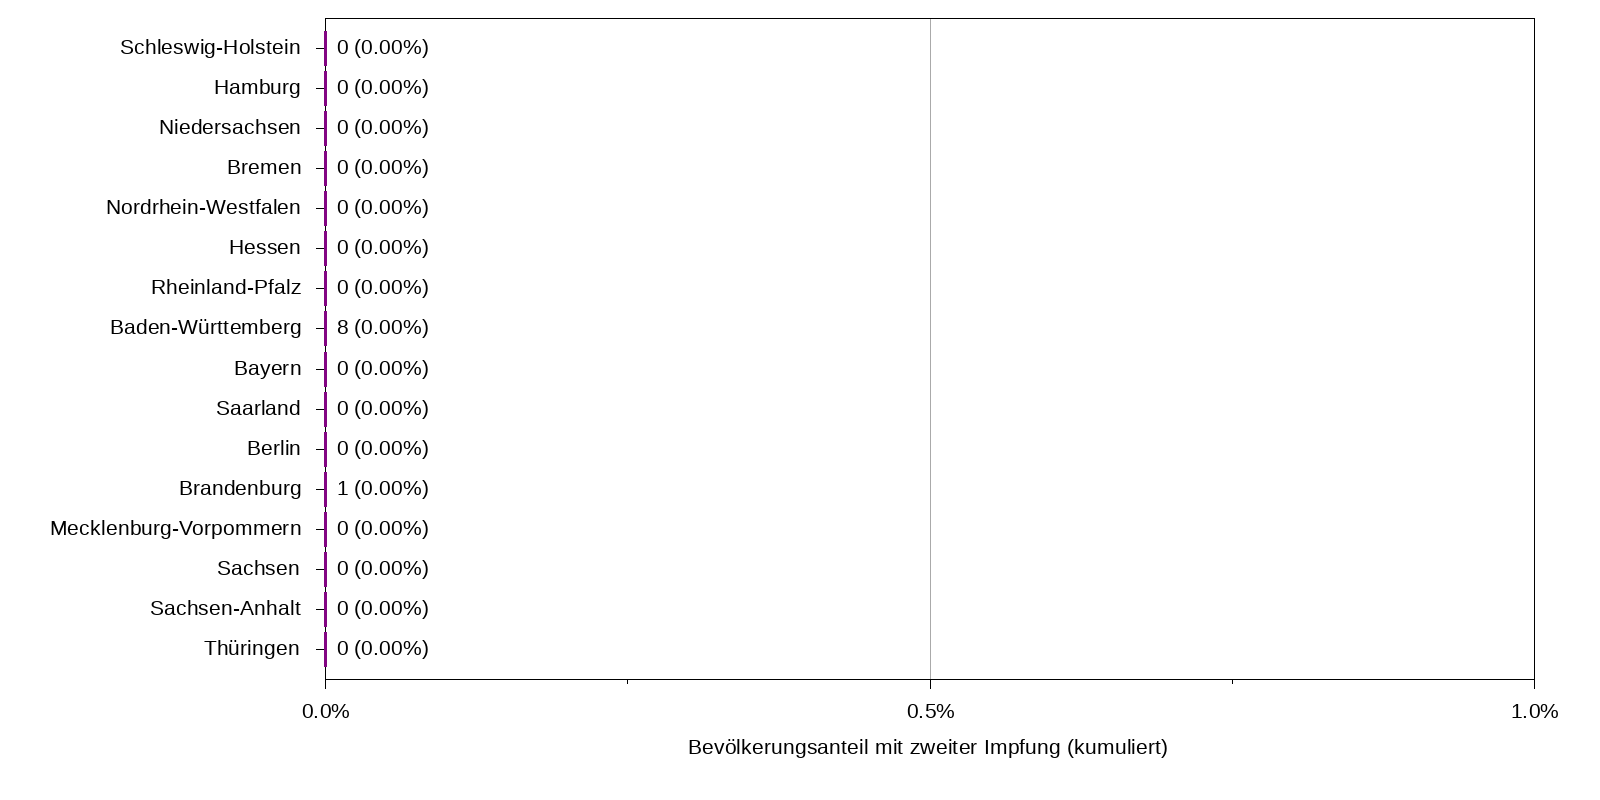 Schleswig-Holstein 0 (0.00%)
Hamburg 0 (0.00%)
Niedersachsen 0 (0.00%)
Bremen 0 (0.00%)
Nordrhein-Westfalen 0 (0.00%)
Hessen 0 (0.00%)
Rheinland-Pfalz 0 (0.00%)
Baden-Württemberg 8 (0.00%)
Bayern 0 (0.00%)
Saarland 0 (0.00%)
Berlin 0 (0.00%)
Brandenburg 1 (0.00%)
Mecklenburg-Vorpommern 0 (0.00%)
Sachsen 0 (0.00%)
Sachsen-Anhalt 0 (0.00%)
Thüringen 0 (0.00%)
0.0% 0.5% 1.0%
Bevölkerungsanteil mit zweiter Impfung (kumuliert)